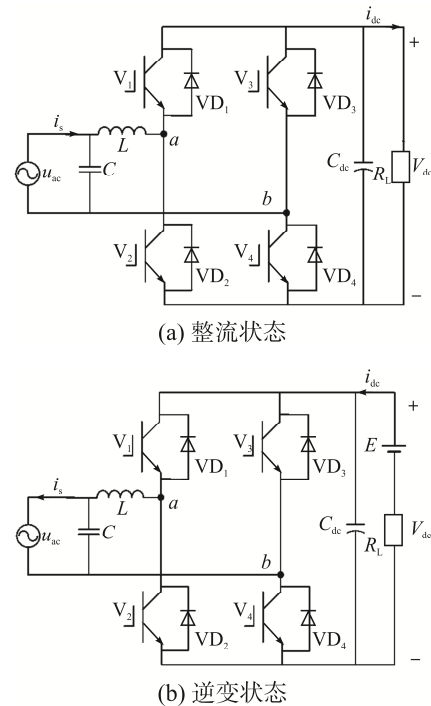 i_dc
+
V₁
VD₁
V₃
VD₃
i_s
L
a
u_ac
C
b
C_dc
R_L
V_dc
V₂
VD₂
V₄
VD₄
−
(a) 整流状态
i_dc
+
V₁
VD₁
V₃
VD₃
E
i_s
L
a
u_ac
C
b
C_dc
R_L
V_dc
V₂
VD₂
V₄
VD₄
−
(b) 逆变状态